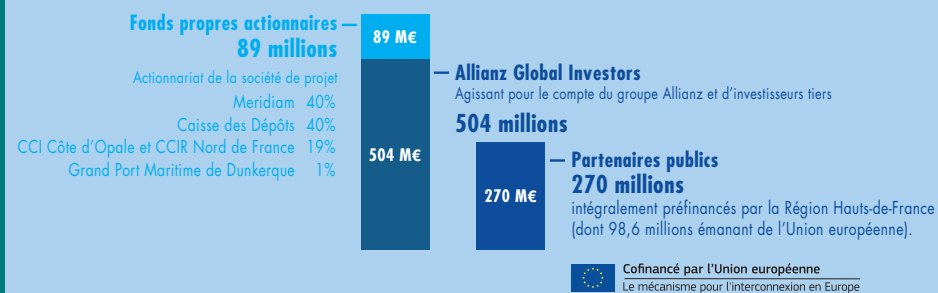 Fonds propres actionnaires
89 millions
Actionnariat de la société de projet
Meridiam 40%
Caisse des Dépôts 40%
CCI Côte d’Opale et CCIR Nord de France 19%
Grand Port Maritime de Dunkerque 1%
89 M€
504 M€
Allianz Global Investors
Agissant pour le compte du groupe Allianz et d’investisseurs tiers
504 millions
270 M€
Partenaires publics
270 millions
intégralement préfinancés par la Région Hauts-de-France
(dont 98,6 millions émanant de l’Union européenne).
Cofinancé par l’Union européenne
Le mécanisme pour l’interconnexion en Europe